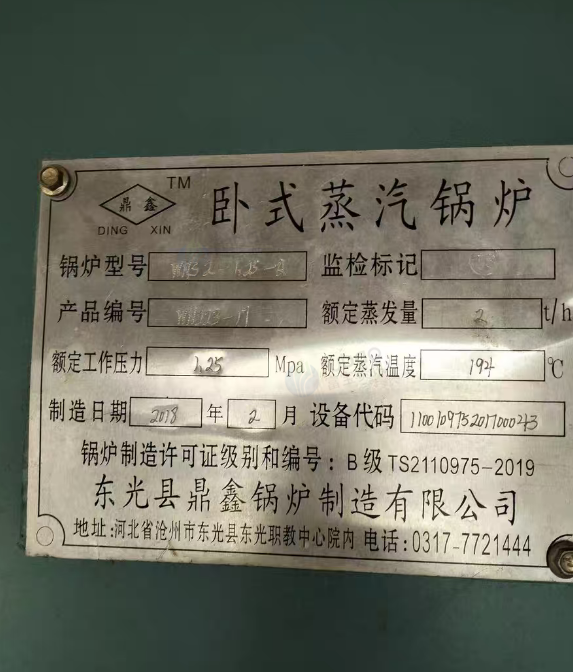 鼎鑫 TM
DING XIN
卧式蒸汽锅炉
锅炉型号 WNS2-1.25-Q 监检标记
产品编号 额定蒸发量 2 t/h
额定工作压力 1.25 Mpa 额定蒸汽温度 194 ℃
制造日期 2018 年 2 月 设备代码
锅炉制造许可证级别和编号：B级 TS2110975-2019
东光县鼎鑫锅炉制造有限公司
地址:河北省沧州市东光县东光职教中心院内 电话:0317-7721444